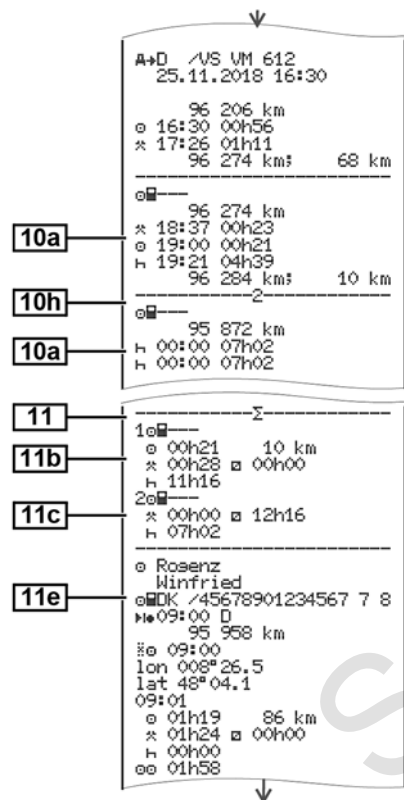 A→D /VS VM 612
25.11.2018 16:30
96 206 km
16:30 00h56
17:26 01h11
96 274 km; 68 km
---
96 274 km
18:37 00h23
10a
19:00 00h21
19:21 04h39
96 284 km; 10 km
10h
2
---
95 872 km
10a
00:00 07h02
00:00 07h02
11
Σ
1 ---
11b
00h21 10 km
00h28 00h00
11h16
2 ---
11c
00h00 12h16
07h02
Rosenz
Winfried
11e
DK /45678901234567 7 8
09:00 D
95 958 km
09:00
lon 008°26.5
lat 48°04.1
09:01
01h19 86 km
01h24 00h00
00h00
01h58
S